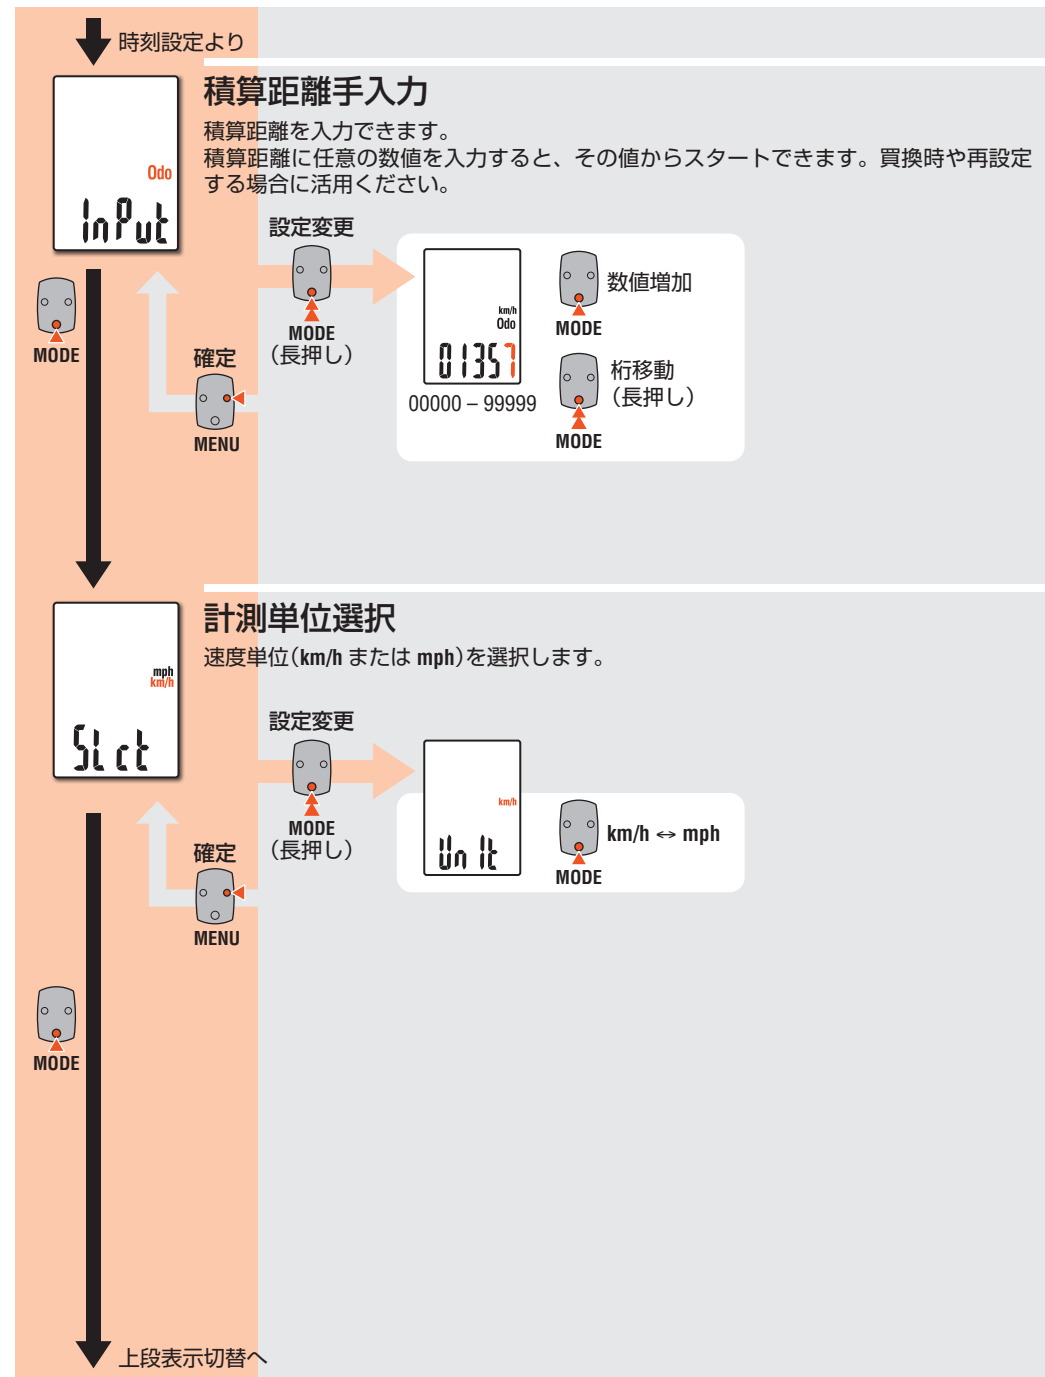 時刻設定より
積算距離手入力
積算距離を入力できます。
積算距離に任意の数値を入力すると、その値からスタートできます。買換時や再設定
する場合に活用ください。
Odo
InPut
設定変更
MODE
(長押し)
確定
MENU
MODE
km/h
Odo
01357
00000 – 99999
数値増加
MODE
桁移動
(長押し)
MODE
計測単位選択
速度単位(km/h または mph)を選択します。
mph
km/h
SLct
設定変更
MODE
(長押し)
確定
MENU
km/h
Unit
km/h ↔ mph
MODE
MODE
上段表示切替へ